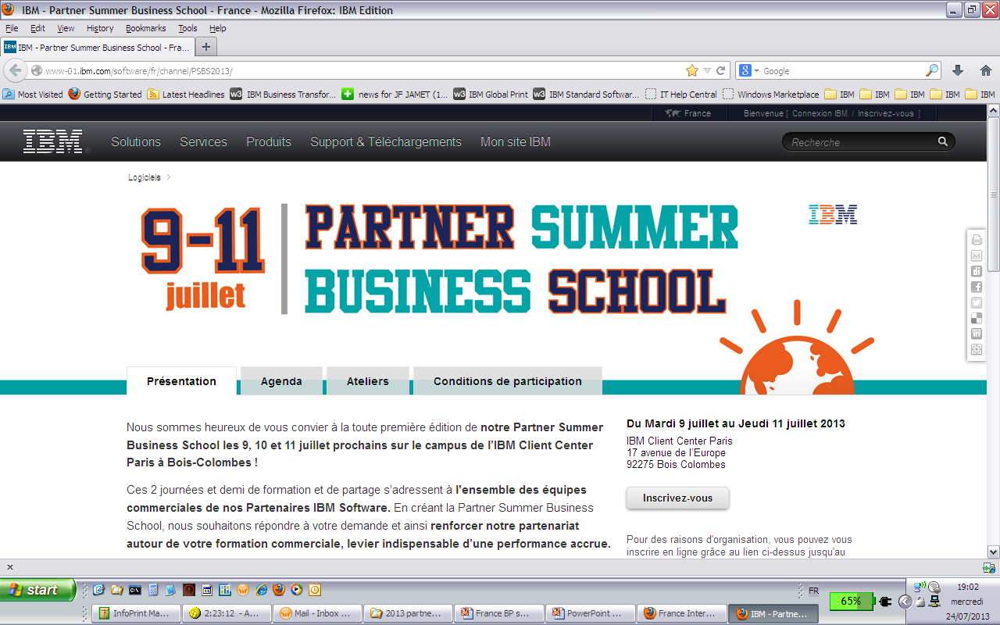 IBM - Partner Summer Business School - France - Mozilla Firefox: IBM Edition
File Edit View History Bookmarks Tools Help
IBM IBM - Partner Summer Business School - Fra...
www-01.ibm.com/software/fr/channel/PSBS2013/
Google
Most Visited Getting Started Latest Headlines w3 IBM Business Transfor... news for JF JAMET (1... w3 IBM Global Print w3 IBM Standard Softwar... IT Help Central Windows Marketplace IBM IBM IBM IBM IBM
France Bienvenue [ Connexion IBM / Inscrivez-vous ]
IBM Solutions Services Produits Support & Téléchargements Mon site IBM Recherche
Logiciels >
9-11
juillet
PARTNER SUMMER
BUSINESS SCHOOL
IBM
Présentation Agenda Ateliers Conditions de participation
Nous sommes heureux de vous convier à la toute première édition de notre Partner Summer
Business School les 9, 10 et 11 juillet prochains sur le campus de l'IBM Client Center
Paris à Bois-Colombes !
Ces 2 journées et demi de formation et de partage s'adressent à l'ensemble des équipes
commerciales de nos Partenaires IBM Software. En créant la Partner Summer Business
School, nous souhaitons répondre à votre demande et ainsi renforcer notre partenariat
autour de votre formation commerciale, levier indispensable d'une performance accrue.
Du Mardi 9 juillet au Jeudi 11 juillet 2013
IBM Client Center Paris
17 avenue de l'Europe
92275 Bois Colombes
Inscrivez-vous
Pour des raisons d'organisation, vous pouvez vous
inscrire en ligne grâce au lien ci-dessus jusqu'au
start
FR
65%
19:02
mercredi
24/07/2013
InfoPrint Ma... 2:23:12 - A... Mail - Inbox ... 2013 partne... France BP s... PowerPoint ... France Inter... IBM - Partne...